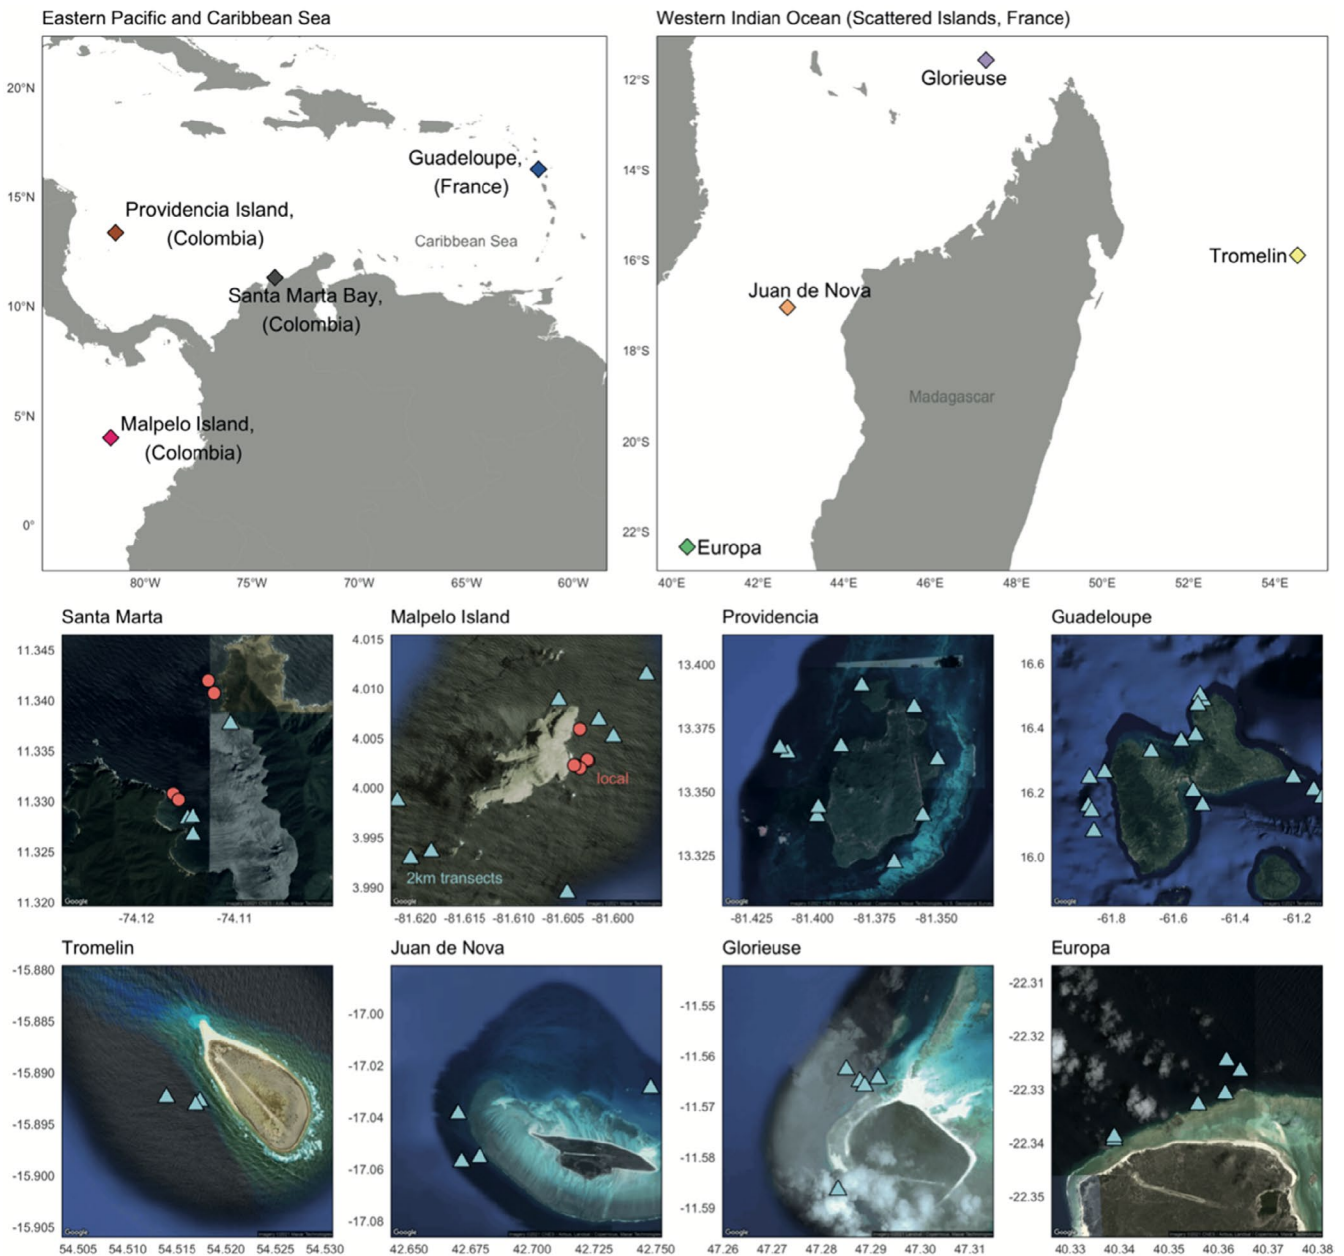 Eastern Pacific and Caribbean Sea
20°N
15°N
10°N
5°N
0°
Guadeloupe,
(France)
Providencia Island,
(Colombia)
Caribbean Sea
Santa Marta Bay,
(Colombia)
Malpelo Island,
(Colombia)
80°W 75°W 70°W 65°W 60°W
Western Indian Ocean (Scattered Islands, France)
12°S
14°S
16°S
18°S
20°S
22°S
Glorieuse
Tromelin
Juan de Nova
Madagascar
Europa
40°E 42°E 44°E 46°E 48°E 50°E 52°E 54°E
Santa Marta
11.345
11.340
11.335
11.330
11.325
11.320
Google
-74.12 -74.11
Malpelo Island
4.015
4.010
4.005
4.000
3.995
3.990
local
2km transects
Google
-81.620 -81.615 -81.610 -81.605 -81.600
Providencia
13.400
13.375
13.350
13.325
Google
-81.425 -81.400 -81.375 -81.350
Guadeloupe
16.6
16.4
16.2
16.0
Google
-61.8 -61.6 -61.4 -61.2
Tromelin
-15.880
-15.885
-15.890
-15.895
-15.900
-15.905
Google
54.505 54.510 54.515 54.520 54.525 54.530
Juan de Nova
-17.00
-17.02
-17.04
-17.06
-17.08
Google
42.650 42.675 42.700 42.725 42.750
Glorieuse
-11.55
-11.56
-11.57
-11.58
-11.59
Google
47.26 47.27 47.28 47.29 47.30 47.31
Europa
-22.31
-22.32
-22.33
-22.34
-22.35
Google
40.33 40.34 40.35 40.36 40.37 40.38